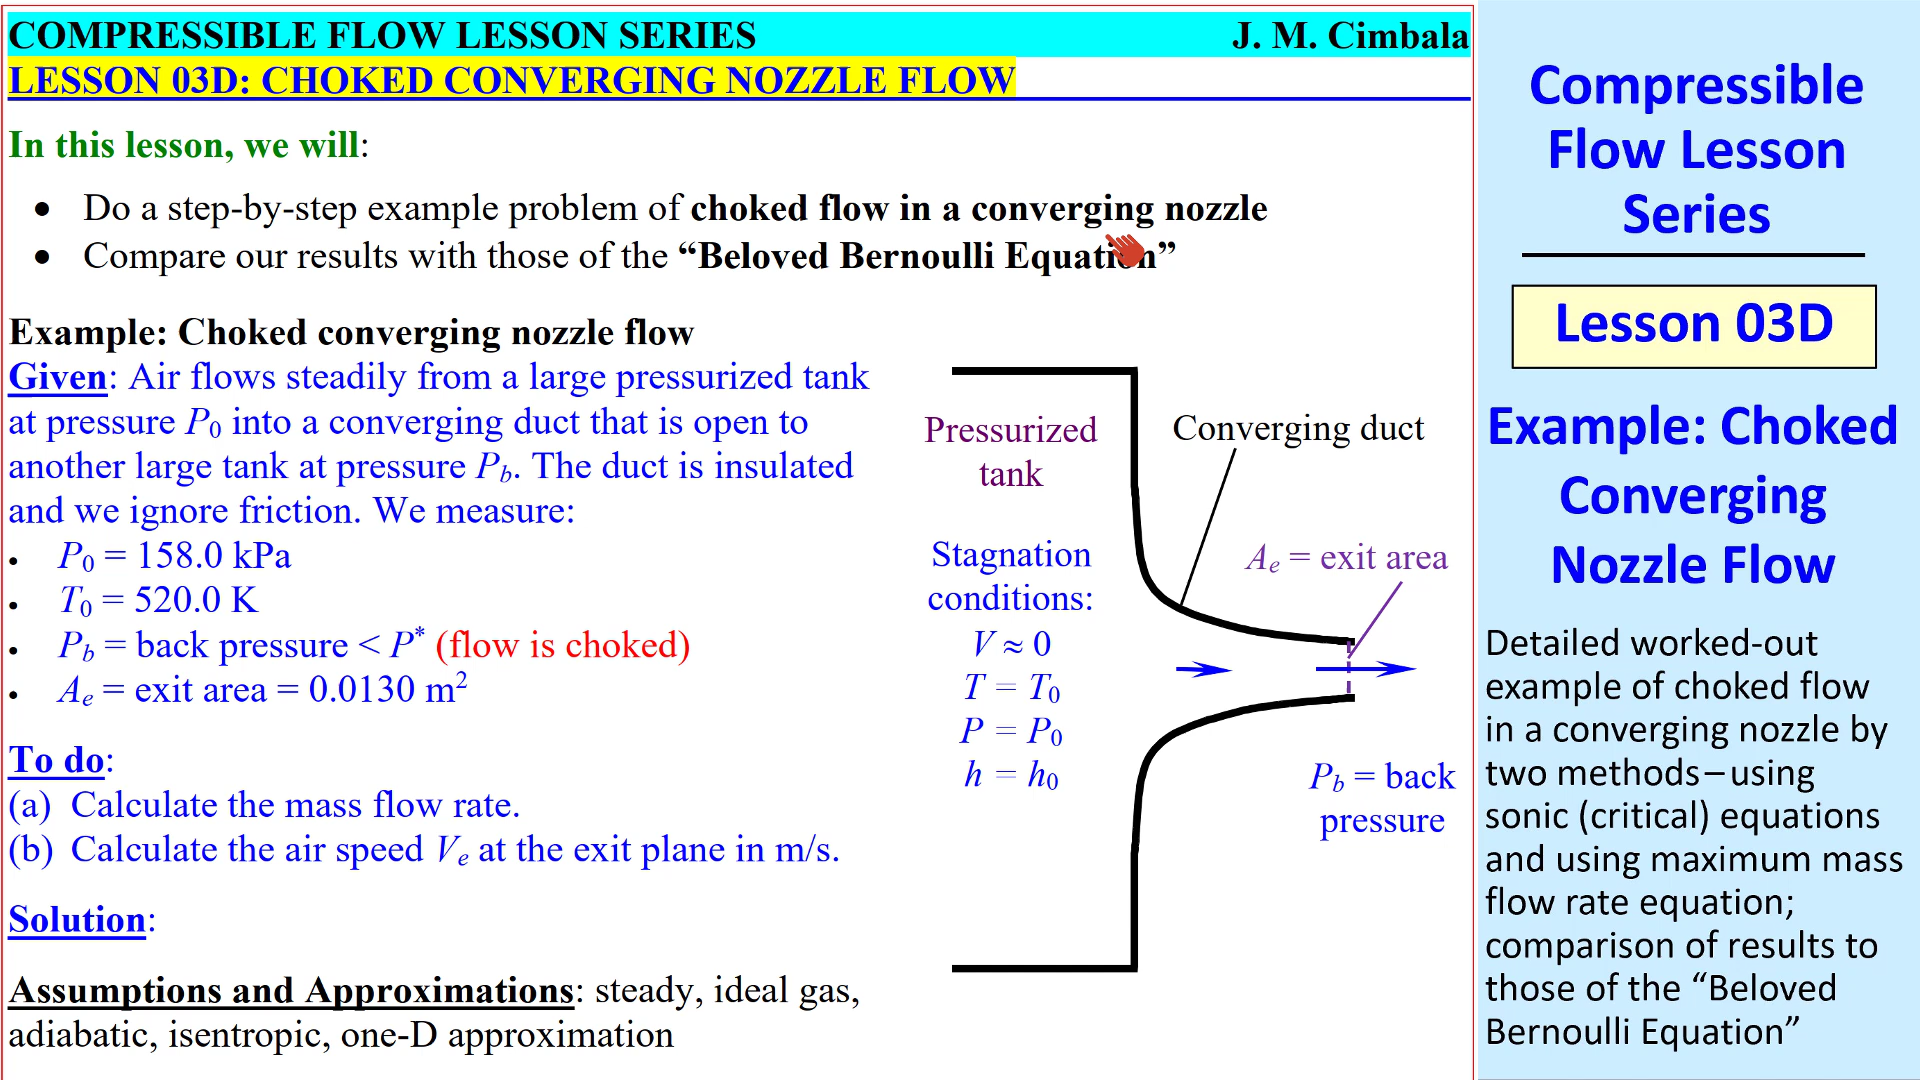 COMPRESSIBLE FLOW LESSON SERIES J. M. Cimbala
LESSON 03D: CHOKED CONVERGING NOZZLE FLOW
In this lesson, we will:
• Do a step-by-step example problem of choked flow in a converging nozzle
• Compare our results with those of the “Beloved Bernoulli Equation”
Example: Choked converging nozzle flow
Given: Air flows steadily from a large pressurized tank
at pressure P₀ into a converging duct that is open to
another large tank at pressure P_b. The duct is insulated
and we ignore friction. We measure:
• P₀ = 158.0 kPa
• T₀ = 520.0 K
• P_b = back pressure < P* (flow is choked)
• A_e = exit area = 0.0130 m²
To do:
(a) Calculate the mass flow rate.
(b) Calculate the air speed V_e at the exit plane in m/s.
Solution:
Assumptions and Approximations: steady, ideal gas,
adiabatic, isentropic, one-D approximation
Pressurized
tank
Stagnation
conditions:
V ≈ 0
T = T₀
P = P₀
h = h₀
Converging duct
A_e = exit area
P_b = back
pressure
Compressible
Flow Lesson
Series
Lesson 03D
Example: Choked
Converging
Nozzle Flow
Detailed worked-out
example of choked flow
in a converging nozzle by
two methods – using
sonic (critical) equations
and using maximum mass
flow rate equation;
comparison of results to
those of the “Beloved
Bernoulli Equation”